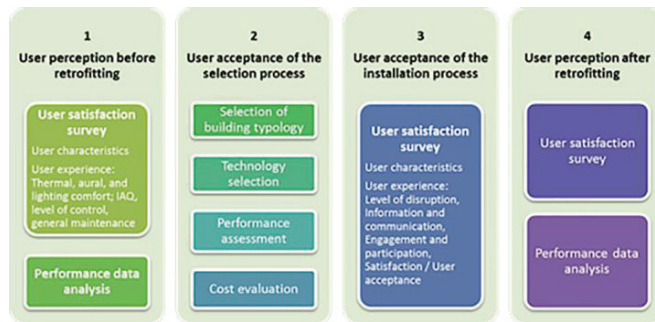 1
User perception before
retrofitting
User satisfaction
survey
User characteristics
User experience:
Thermal, aural, and
lighting comfort; IAQ,
level of control,
general maintenance
Performance data
analysis
2
User acceptance of the
selection process
Selection of
building typology
Technology
selection
Performance
assessment
Cost evaluation
3
User acceptance of the
installation process
User satisfaction
survey
User characteristics
User experience:
Level of disruption,
Information and
communication,
Engagement and
participation,
Satisfaction / User
acceptance
4
User perception after
retrofitting
User satisfaction
survey
Performance data
analysis